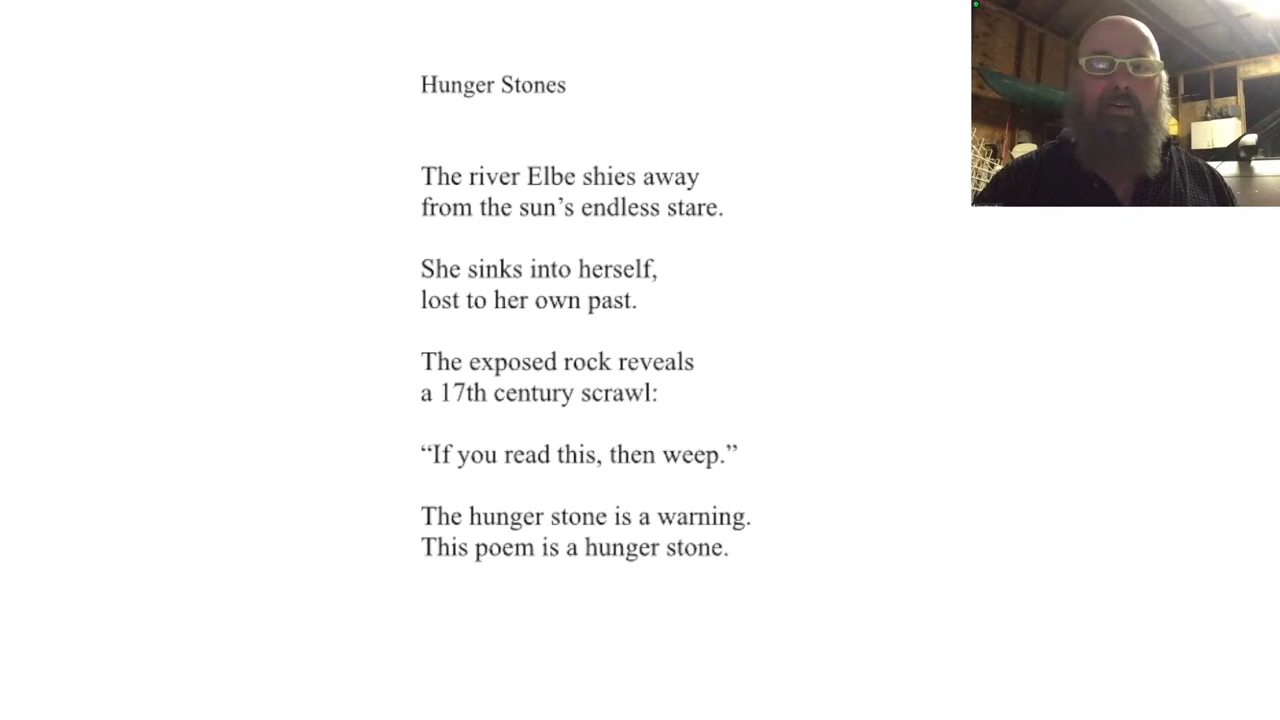 Hunger Stones
The river Elbe shies away
from the sun’s endless stare.
She sinks into herself,
lost to her own past.
The exposed rock reveals
a 17th century scrawl:
“If you read this, then weep.”
The hunger stone is a warning.
This poem is a hunger stone.